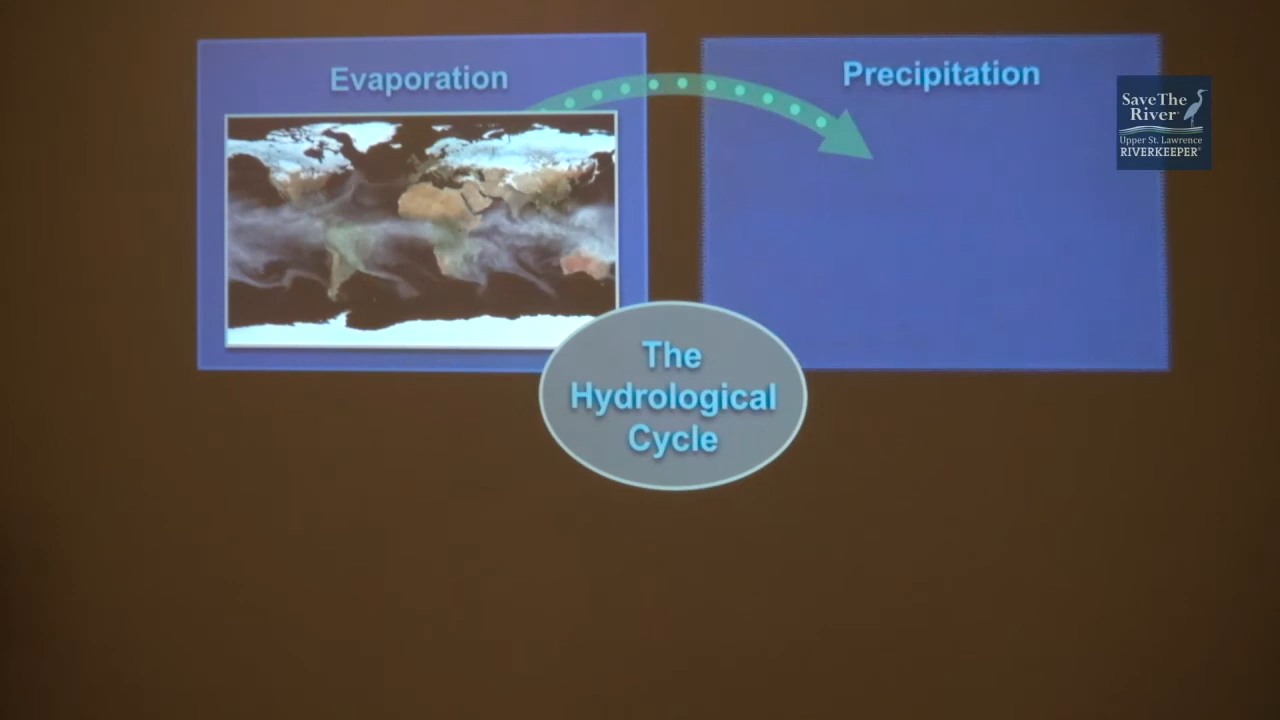 Evaporation
Precipitation
Save The
River®
Upper St. Lawrence
RIVERKEEPER®
The
Hydrological
Cycle